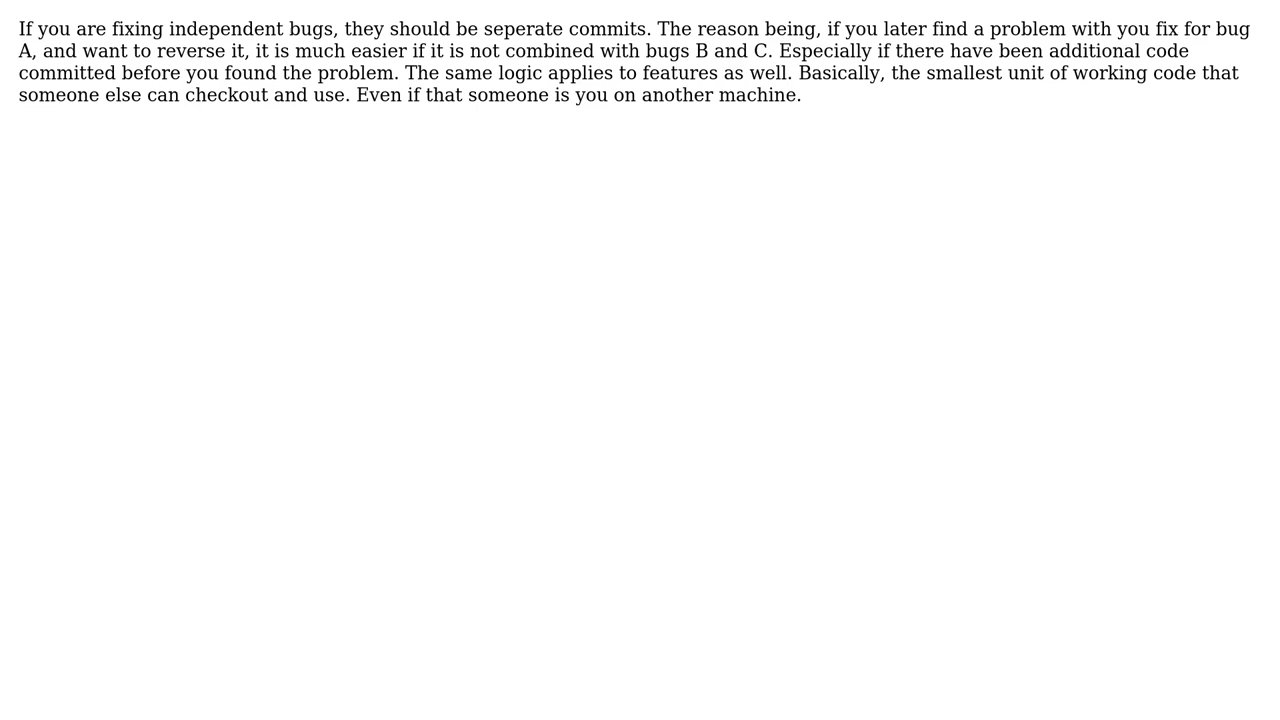 If you are fixing independent bugs, they should be seperate commits. The reason being, if you later find a problem with you fix for bug
A, and want to reverse it, it is much easier if it is not combined with bugs B and C. Especially if there have been additional code
committed before you found the problem. The same logic applies to features as well. Basically, the smallest unit of working code that
someone else can checkout and use. Even if that someone is you on another machine.